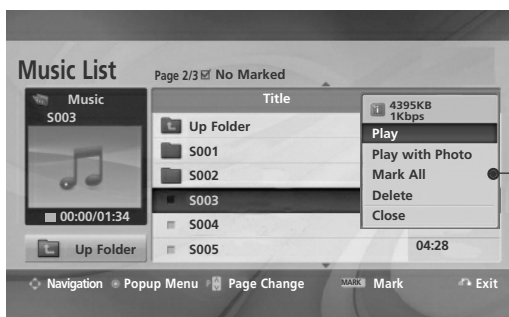 Music List
Page 2/3 No Marked
Music
S003
00:00/01:34
Up Folder
Title
Up Folder
S001
S002
S003
S004
S005
04:28
4395KB
1Kbps
Play
Play with Photo
Mark All
Delete
Close
Navigation Popup Menu P Page Change MARK Mark Exit